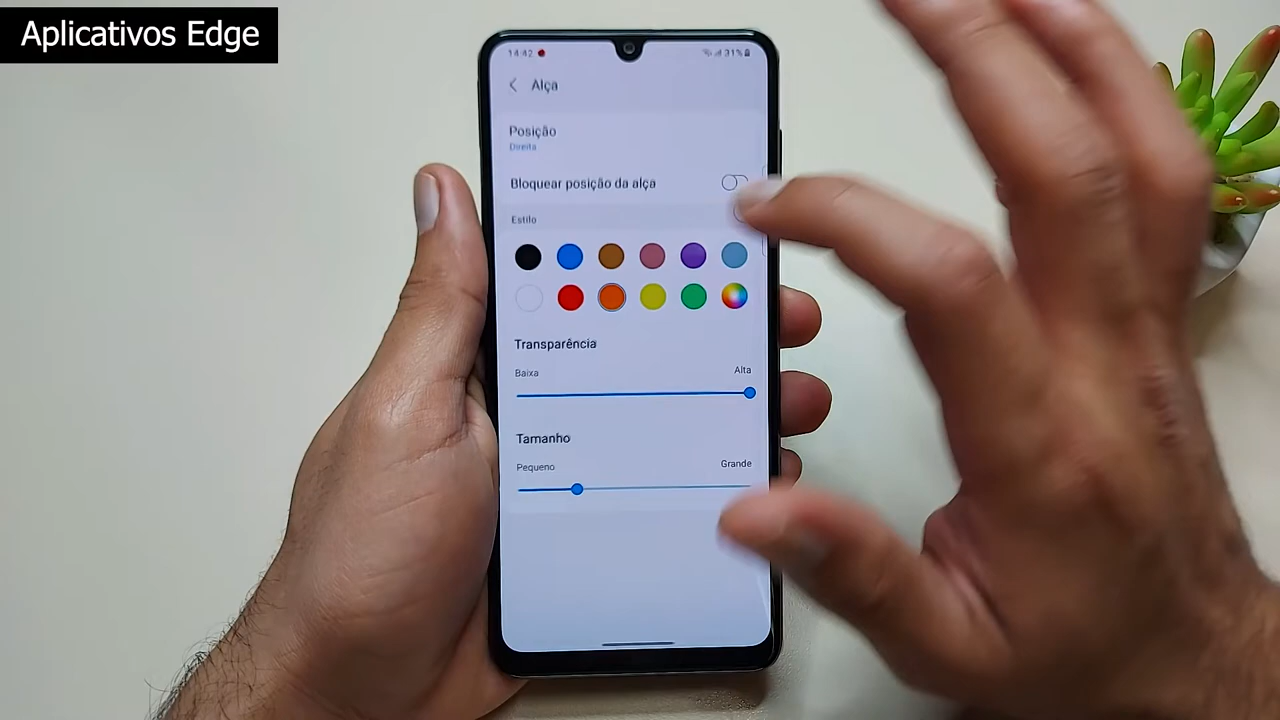 Aplicativos Edge
14:42
31%
Alça
Posição
Direita
Bloquear posição da alça
Estilo
Transparência
Baixa
Alta
Tamanho
Pequeno
Grande